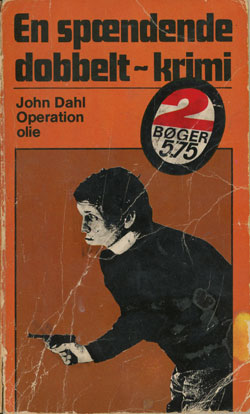 En spændende
dobbelt~krimi
John Dahl
Operation
olie
2
BØGER
5.75